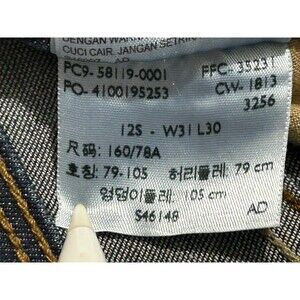 DENGAN WARNA
CUCI CAIR. JANGAN SETRIKA
PC9-58119-0001 FFC-35231
PO-4100195253 CW-1813
3256
12S - W31 L30
尺码: 160/78A
호칭: 79-105 허리둘레: 79 cm
엉덩이둘레: 105 cm
S46148 AD